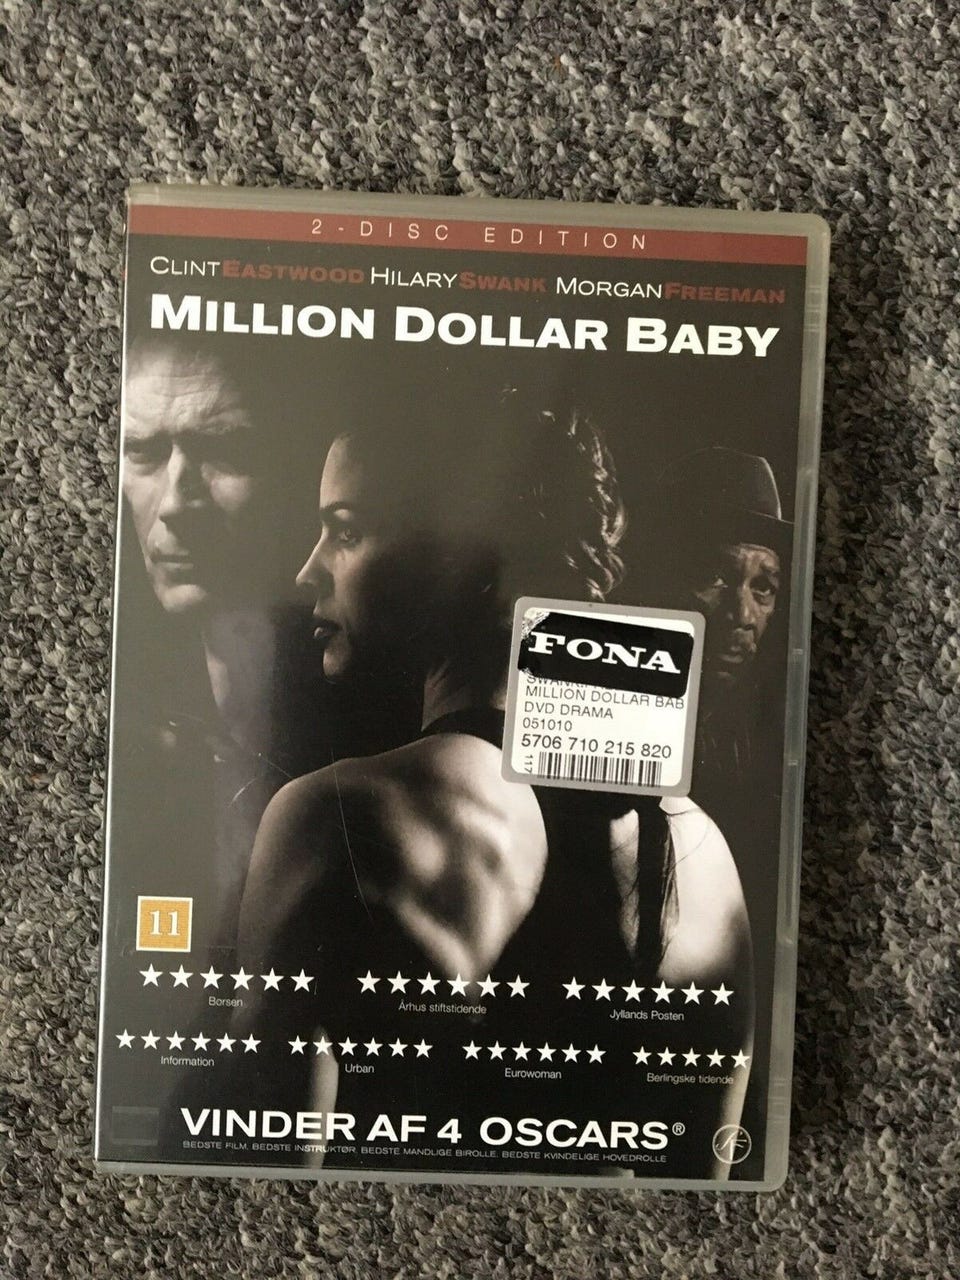 2-DISC EDITION
CLINT EASTWOOD HILARY SWANK MORGAN FREEMAN
MILLION DOLLAR BABY
FONA
MILLION DOLLAR BAB
DVD DRAMA
051010
5706 710 215 820
117
11
★★★★★★ ★★★★★★ ★★★★★★
Børsen Århus stiftstidende Jyllands Posten
★★★★★★ ★★★★★★ ★★★★★★ ★★★★★
Information Urban Eurowoman Berlingske tidende
VINDER AF 4 OSCARS®
BEDSTE FILM, BEDSTE INSTRUKTØR, BEDSTE MANDLIGE BIROLLE, BEDSTE KVINDELIGE HOVEDROLLE